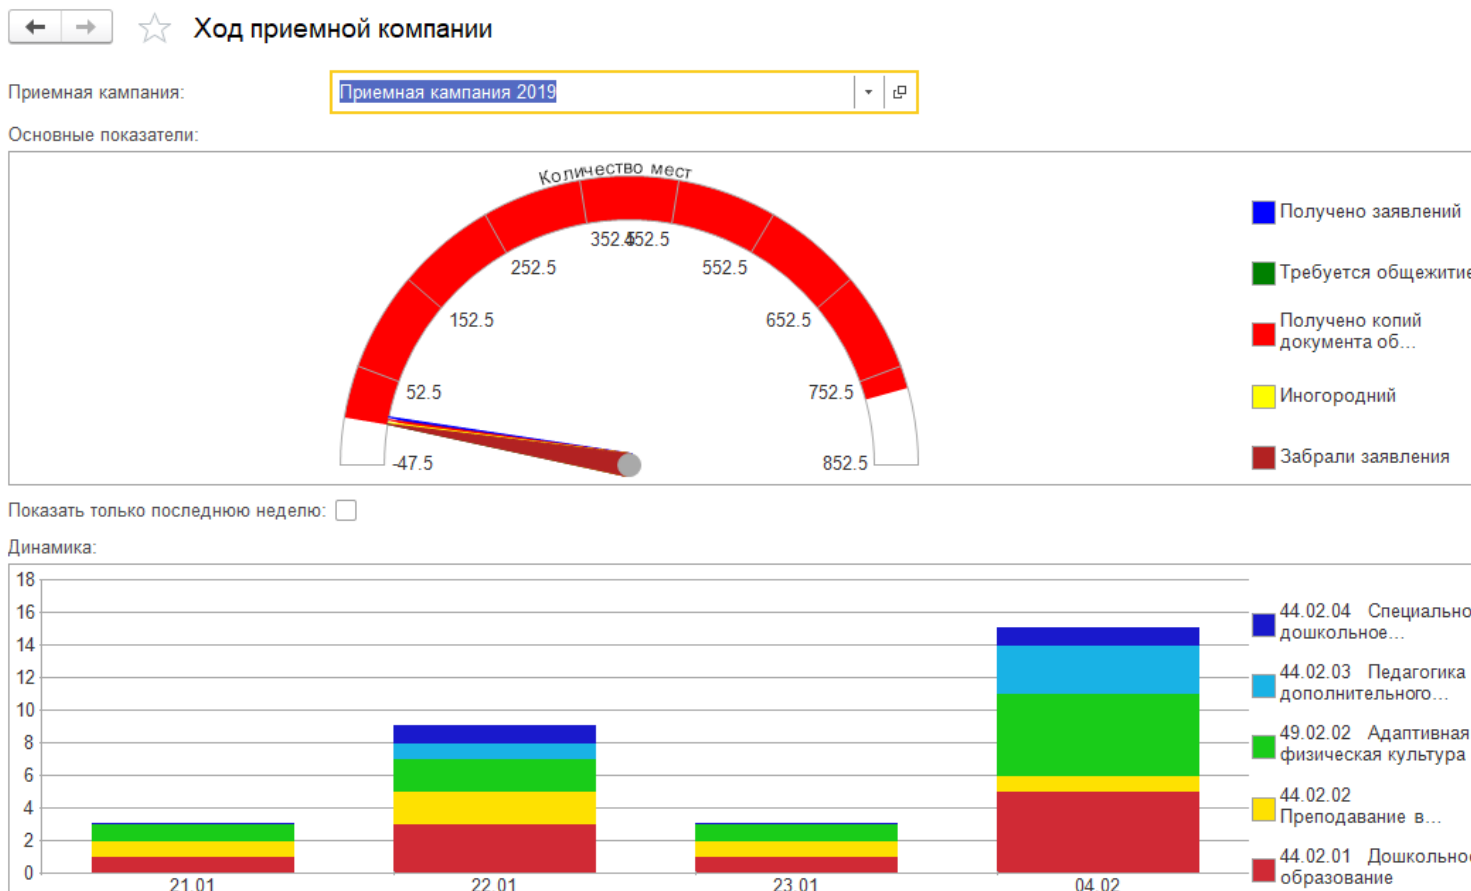 Ход приемной компании
Приемная кампания:
Приемная кампания 2019
Основные показатели:
Количество мест
352.5
452.5
252.5
552.5
152.5
652.5
52.5
752.5
-47.5
852.5
Получено заявлений
Требуется общежитие
Получено копий
документа об...
Иногородний
Забрали заявления
Показать только последнюю неделю:
Динамика:
18
16
14
12
10
8
6
4
2
0
21.01
22.01
23.01
04.02
44.02.04 Специально
дошкольное...
44.02.03 Педагогика
дополнительного...
49.02.02 Адаптивная
физическая культура
44.02.02
Преподавание в...
44.02.01 Дошкольное
образование